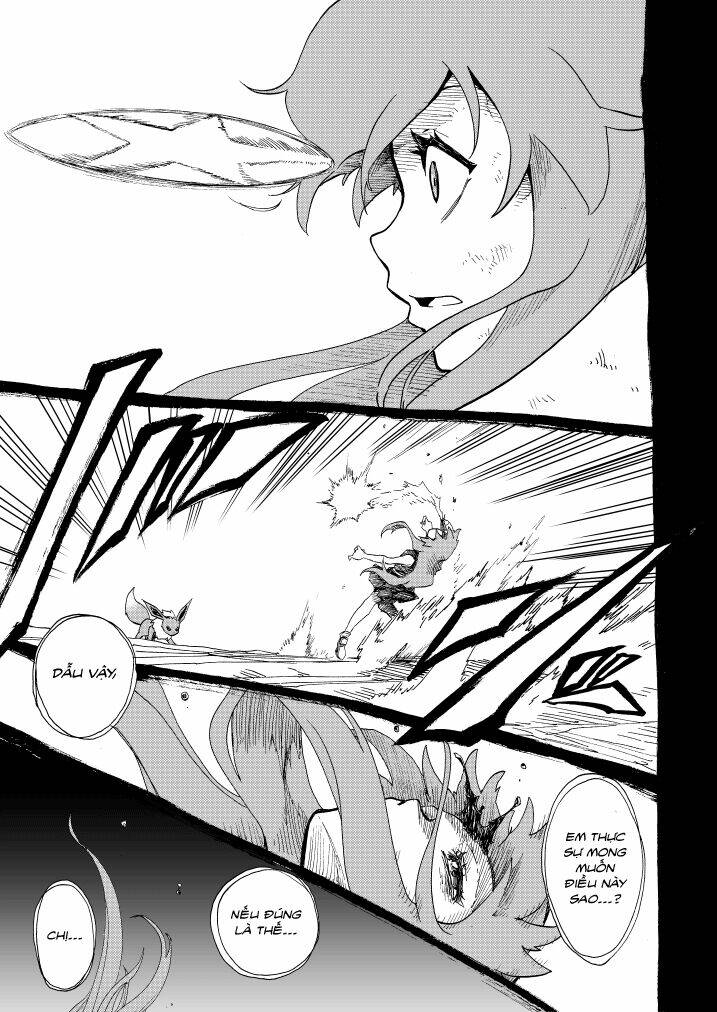 DẪU VẬY,
EM THỰC
SỰ MONG
MUỐN
ĐIỀU NÀY
SAO...?
NẾU ĐÚNG
LÀ THẾ...
CHỊ...